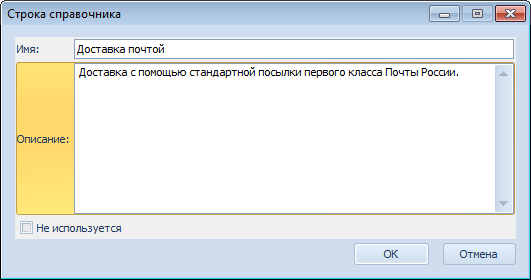 Строка справочника
Имя: Доставка почтой
Описание: Доставка с помощью стандартной посылки первого класса Почты России.
Не используется
OK Отмена